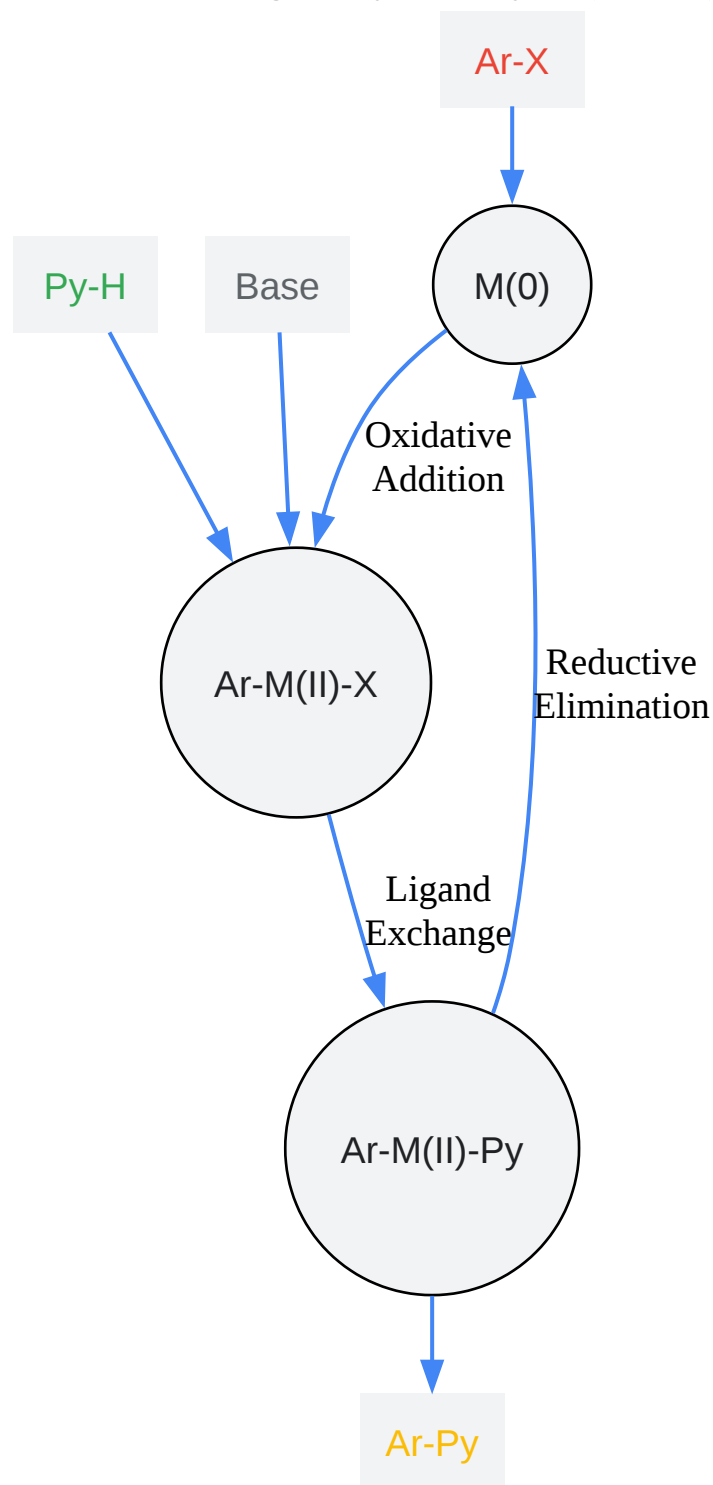 Ar-X
M(0)
Py-H
Base
Oxidative
Addition
Ar-M(II)-X
Reductive
Elimination
Ligand
Exchange
Ar-M(II)-Py
Ar-Py